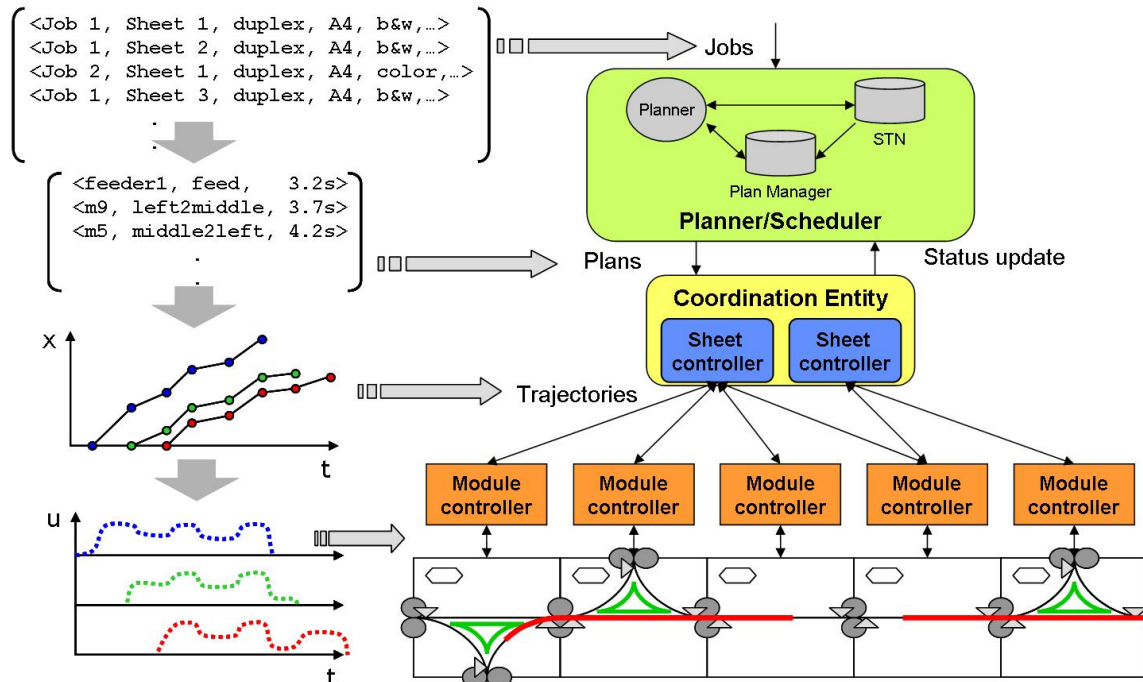 <Job 1, Sheet 1, duplex, A4, b&w,…>
<Job 1, Sheet 2, duplex, A4, b&w,…>
<Job 2, Sheet 1, duplex, A4, color,…>
<Job 1, Sheet 3, duplex, A4, b&w,…>
.
.
Jobs
Planner
STN
Plan Manager
Planner/Scheduler
<feeder1, feed, 3.2s>
<m9, left2middle, 3.7s>
<m5, middle2left, 4.2s>
.
.
Plans
Status update
Coordination Entity
Sheet
controller
Sheet
controller
x
t
Trajectories
Module
controller
Module
controller
Module
controller
Module
controller
Module
controller
u
t